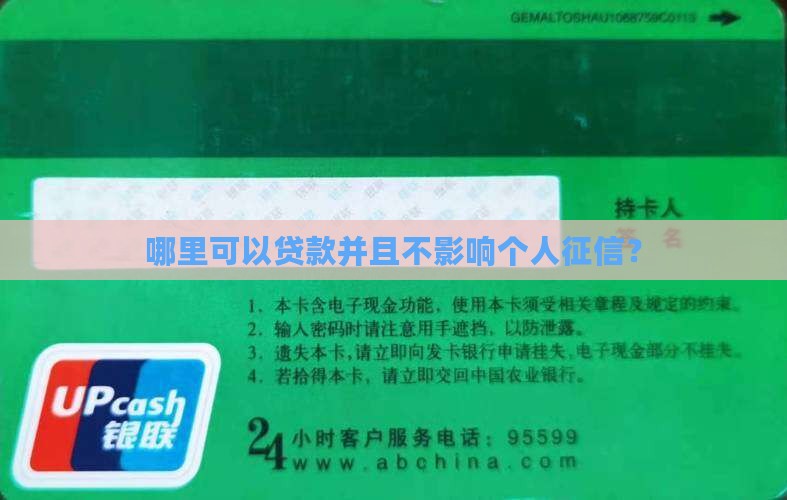 GEMALTOSHAU1068759C0119
持卡人
签 名
哪里可以贷款并且不影响个人征信？
1. 本卡含电子现金功能，使用本卡须受相关章程及规定的约束。
2. 输入密码时请注意用手遮挡，以防泄露。
3. 遗失本卡，请立即向发卡银行申请挂失，电子现金部分不挂失。
4. 若拾得本卡，请立即交回中国农业银行。
UPcash
银联
24小时客户服务电话：95599
www.abchina.com